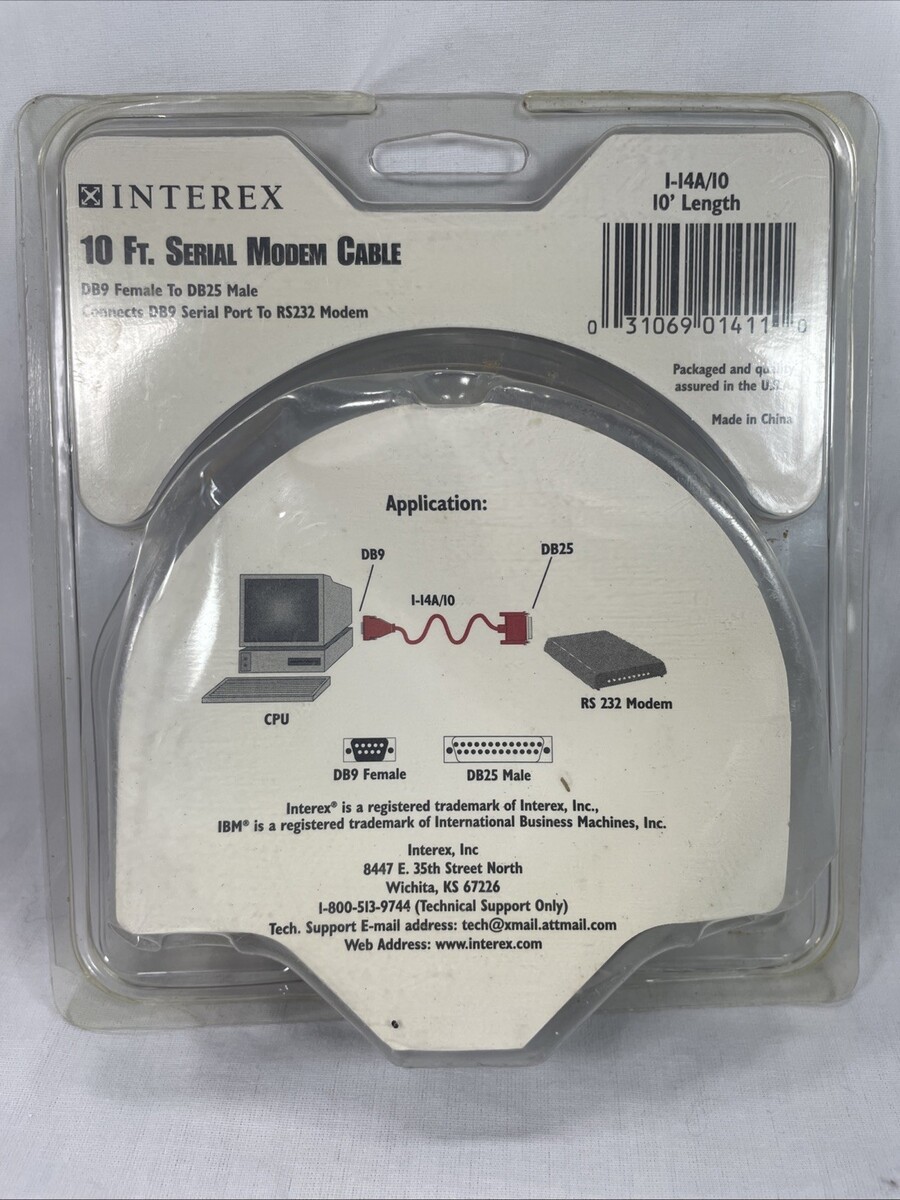 INTEREX
10 FT. SERIAL MODEM CABLE
DB9 Female To DB25 Male
Connects DB9 Serial Port To RS232 Modem
I-14A/10
10' Length
0 31069 01411 0
Packaged and quality
assured in the U.S.A.
Made in China
Application:
DB9
DB25
I-14A/10
CPU
RS 232 Modem
DB9 Female
DB25 Male
Interex® is a registered trademark of Interex, Inc.,
IBM® is a registered trademark of International Business Machines, Inc.
Interex, Inc
8447 E. 35th Street North
Wichita, KS 67226
1-800-513-9744 (Technical Support Only)
Tech. Support E-mail address: tech@xmail.attmail.com
Web Address: www.interex.com